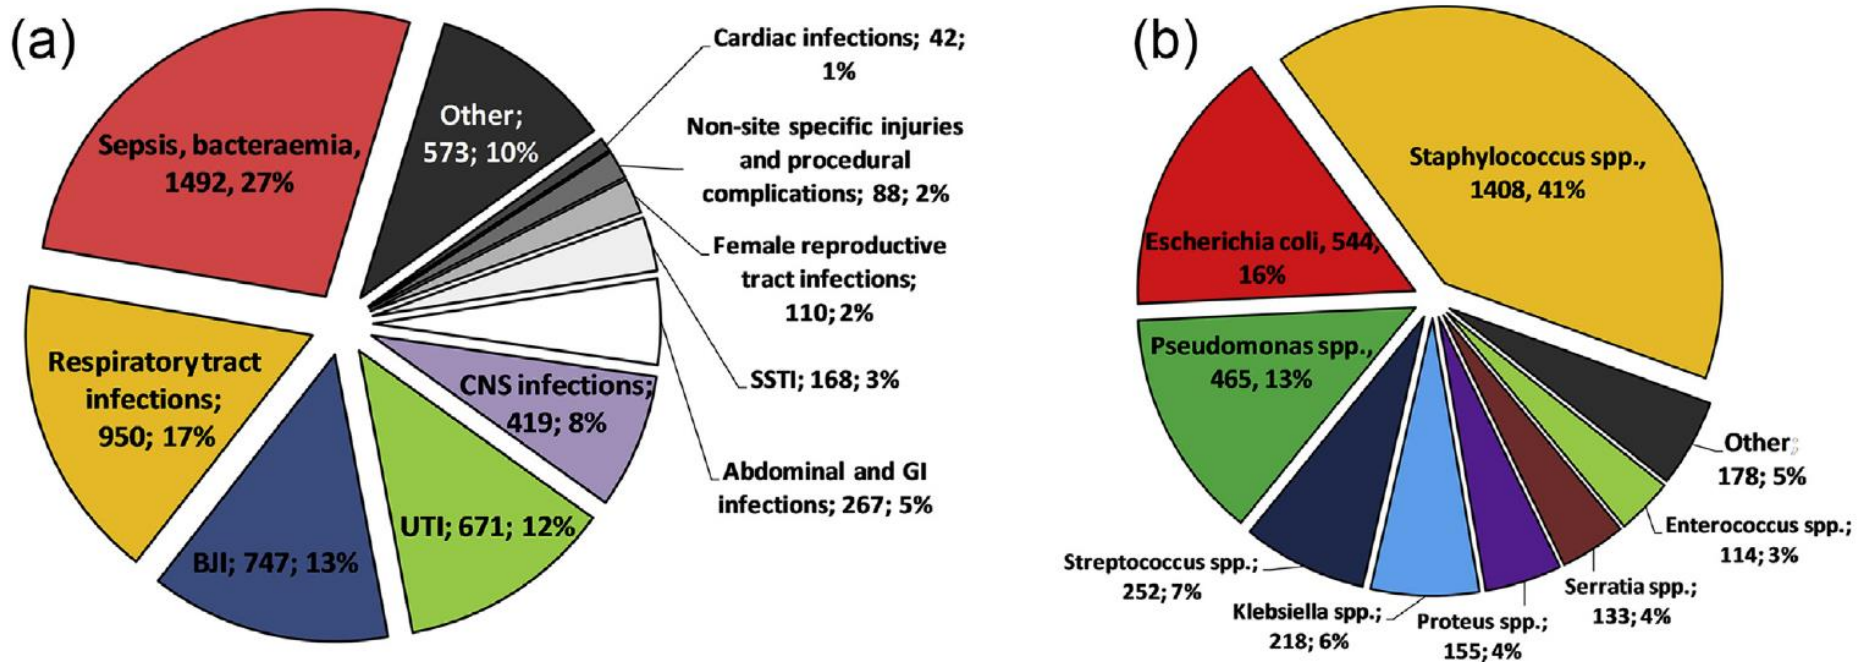 (a)
Sepsis, bacteraemia,
1492, 27%
Other;
573; 10%
Cardiac infections; 42;
1%
Non-site specific injuries
and procedural
complications; 88; 2%
Female reproductive
tract infections;
110; 2%
SSTI; 168; 3%
Abdominal and GI
infections; 267; 5%
CNS infections;
419; 8%
UTI; 671; 12%
BJI; 747; 13%
Respiratory tract
infections;
950; 17%
(b)
Staphylococcus spp.,
1408, 41%
Escherichia coli, 544,
16%
Pseudomonas spp.,
465, 13%
Streptococcus spp.;
252; 7%
Klebsiella spp.;
218; 6%
Proteus spp.;
155; 4%
Serratia spp.;
133; 4%
Enterococcus spp.;
114; 3%
Other;
178; 5%